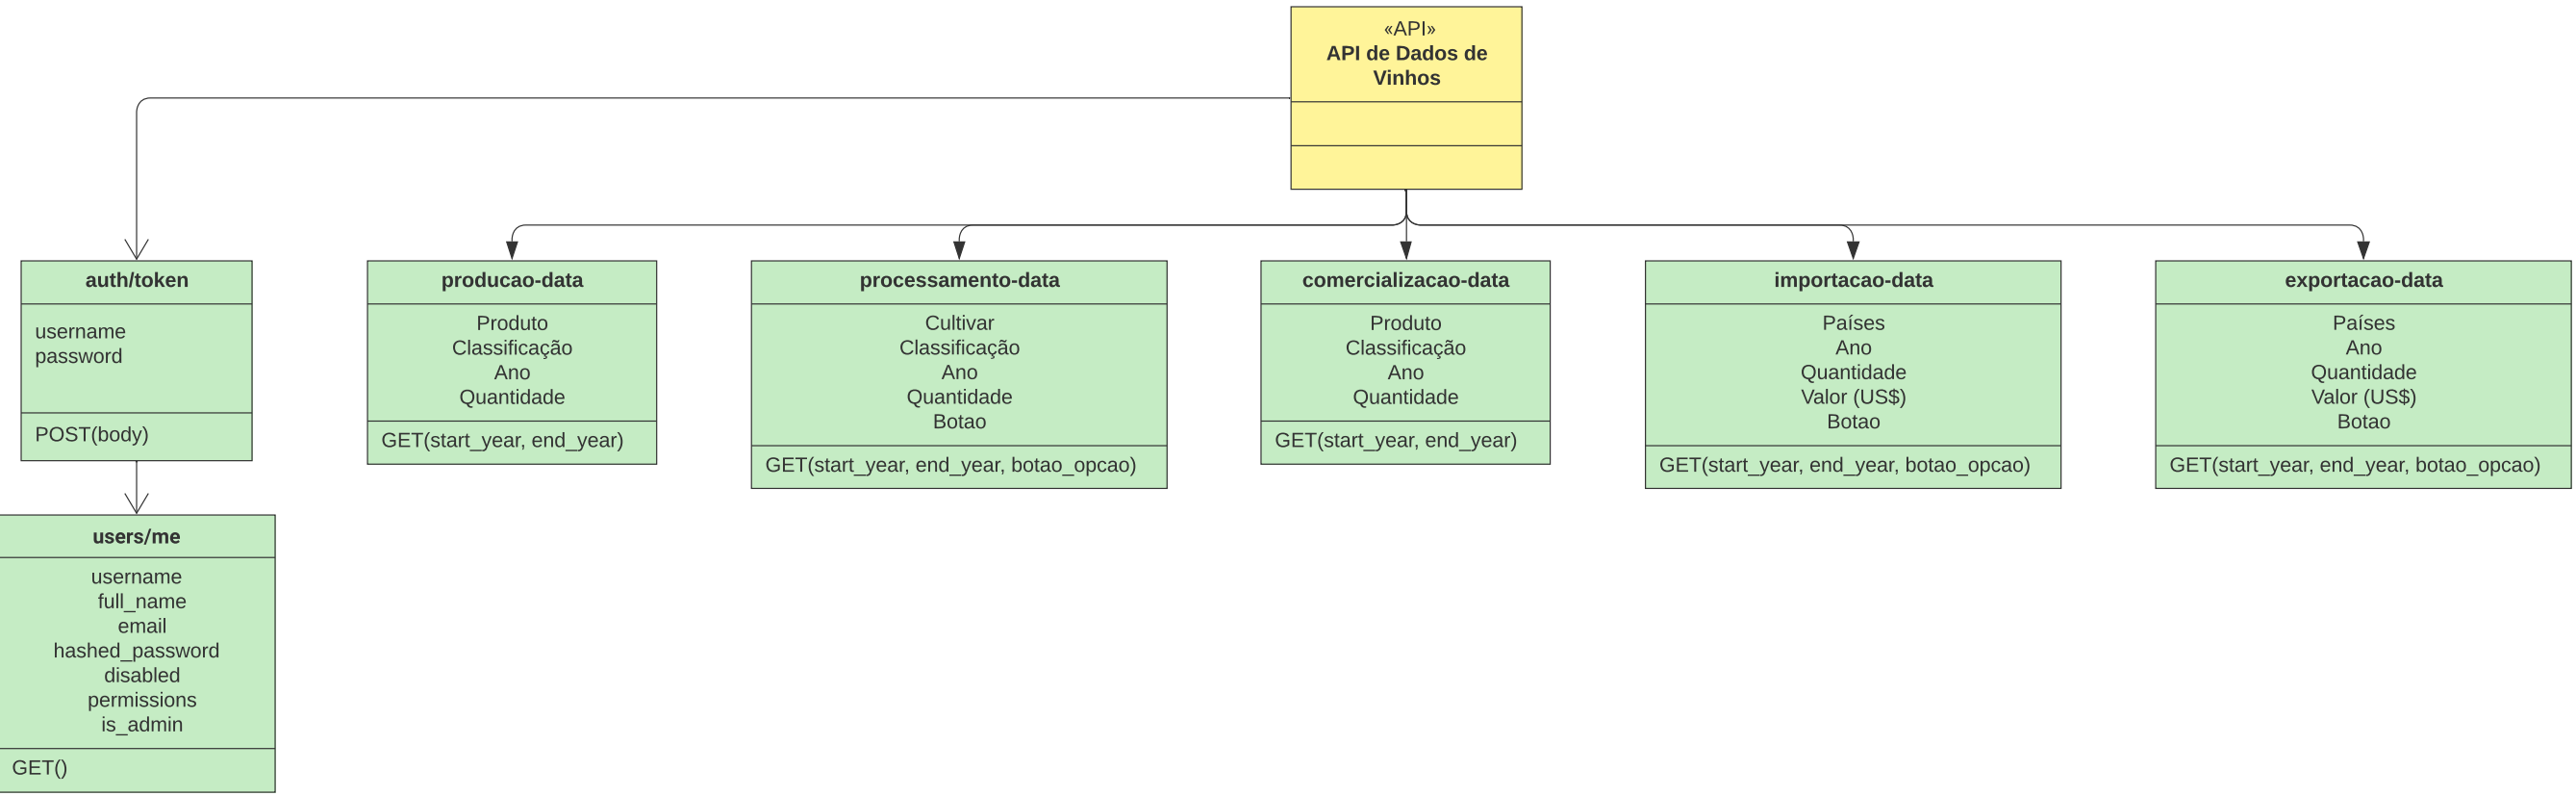 «API»
API de Dados de
Vinhos
auth/token
username
password
POST(body)
producao-data
Produto
Classificação
Ano
Quantidade
GET(start_year, end_year)
processamento-data
Cultivar
Classificação
Ano
Quantidade
Botao
GET(start_year, end_year, botao_opcao)
comercializacao-data
Produto
Classificação
Ano
Quantidade
GET(start_year, end_year)
importacao-data
Países
Ano
Quantidade
Valor (US$)
Botao
GET(start_year, end_year, botao_opcao)
exportacao-data
Países
Ano
Quantidade
Valor (US$)
Botao
GET(start_year, end_year, botao_opcao)
users/me
username
full_name
email
hashed_password
disabled
permissions
is_admin
GET()